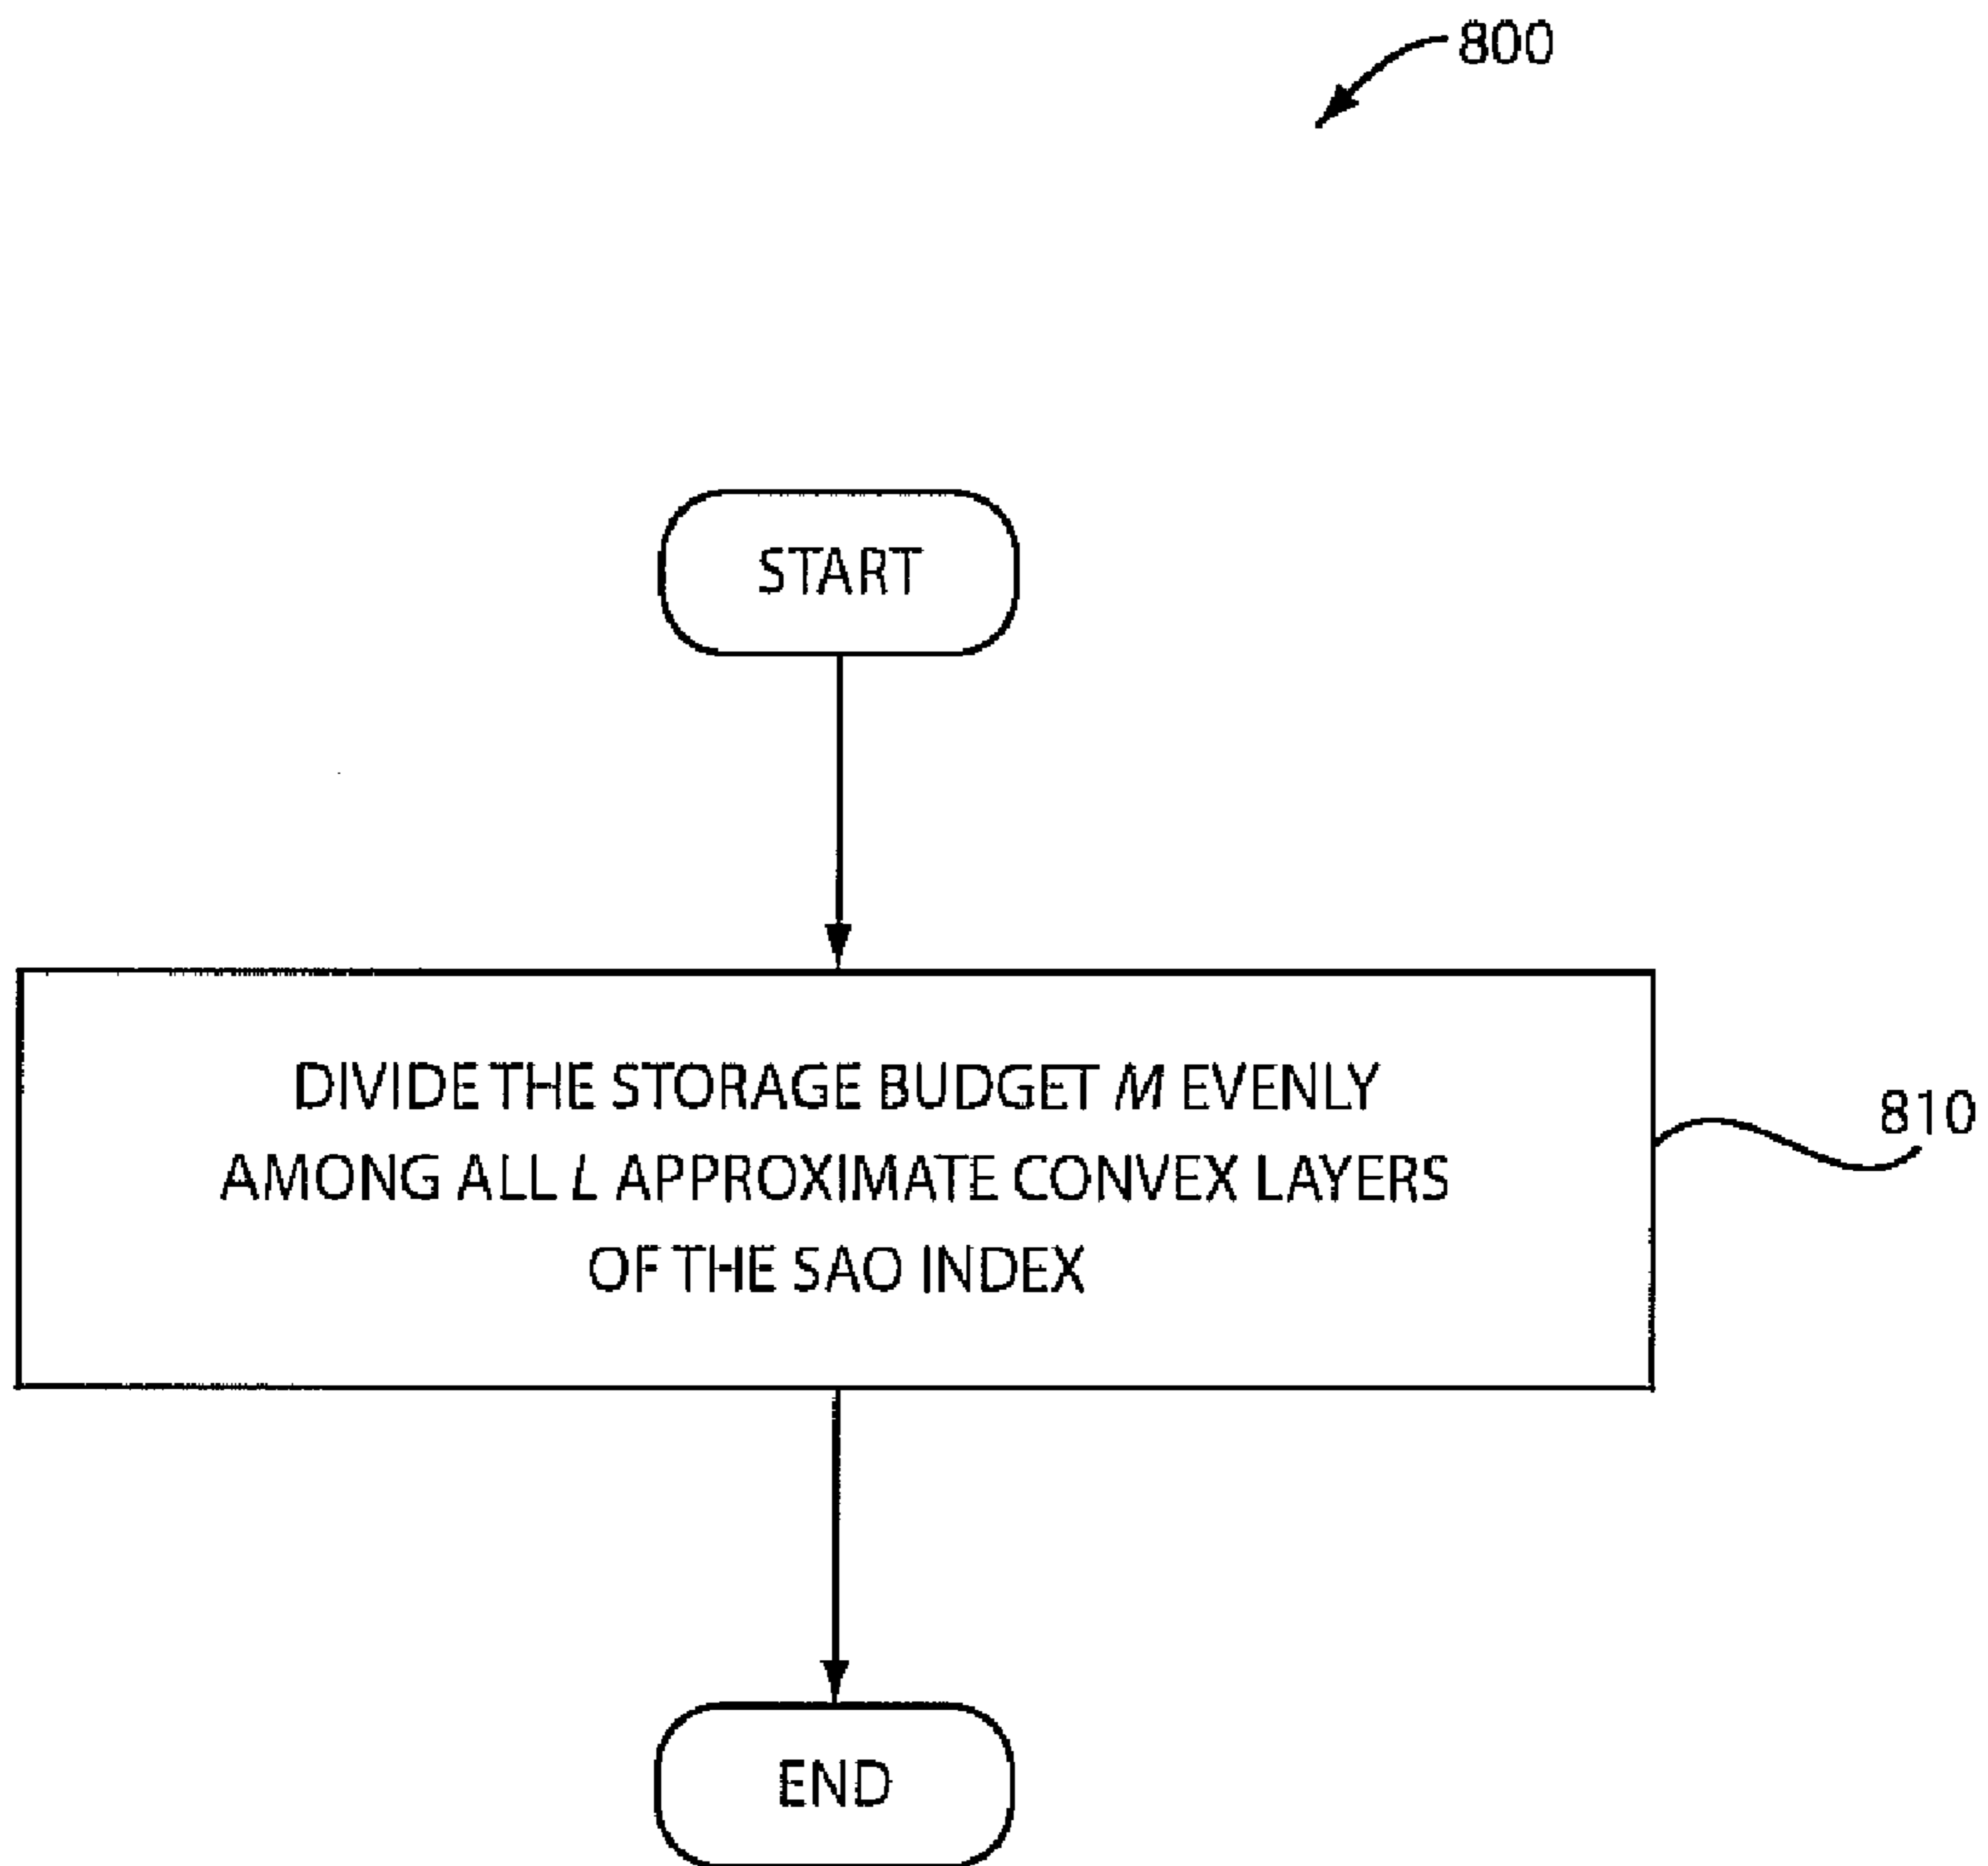 800
START
DIVIDE THE STORAGE BUDGET M EVENLY
AMONG ALL L APPROXIMATE CONVEX LAYERS
OF THE SAO INDEX
810
END